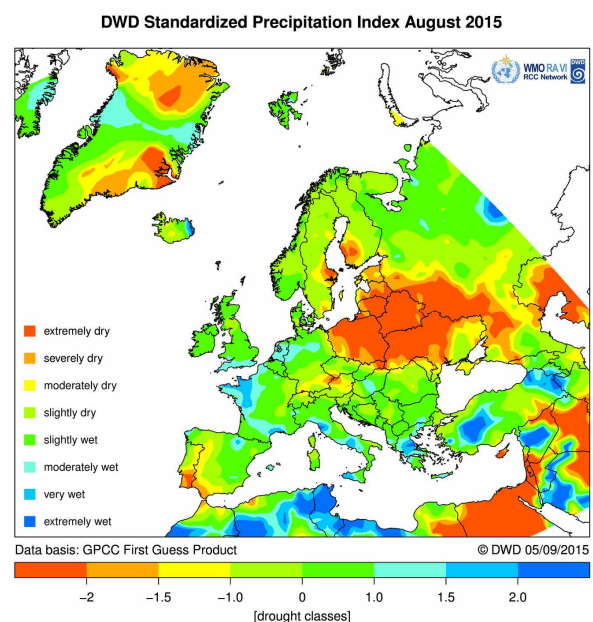 DWD Standardized Precipitation Index August 2015
WMO RA VI
RCC Network
DWD
extremely dry
severely dry
moderately dry
slightly dry
slightly wet
moderately wet
very wet
extremely wet
Data basis: GPCC First Guess Product
© DWD 05/09/2015
−2 −1.5 −1.0 0 1.0 1.5 2.0
[drought classes]